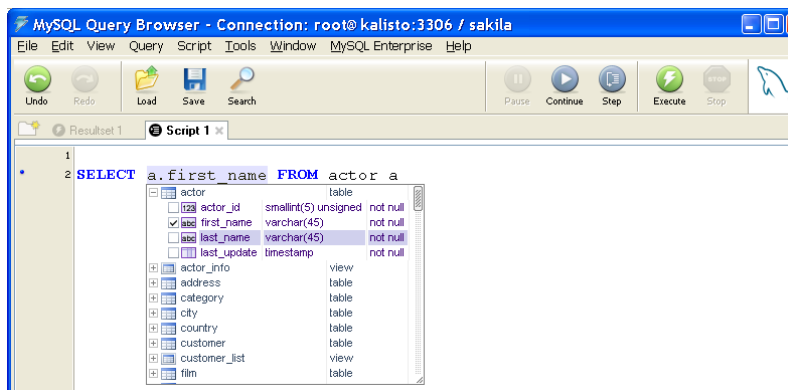 MySQL Query Browser - Connection: root@kalisto:3306 / sakila
File Edit View Query Script Tools Window MySQL Enterprise Help
Undo Redo Load Save Search Pause Continue Step STOP Execute Stop
Resultset 1 Script 1
1
2 SELECT a.first_name FROM actor a
actor table
123 actor_id smallint(5) unsigned not null
abc first_name varchar(45) not null
abc last_name varchar(45) not null
last_update timestamp not null
actor_info view
address table
category table
city table
country table
customer table
customer_list view
film table